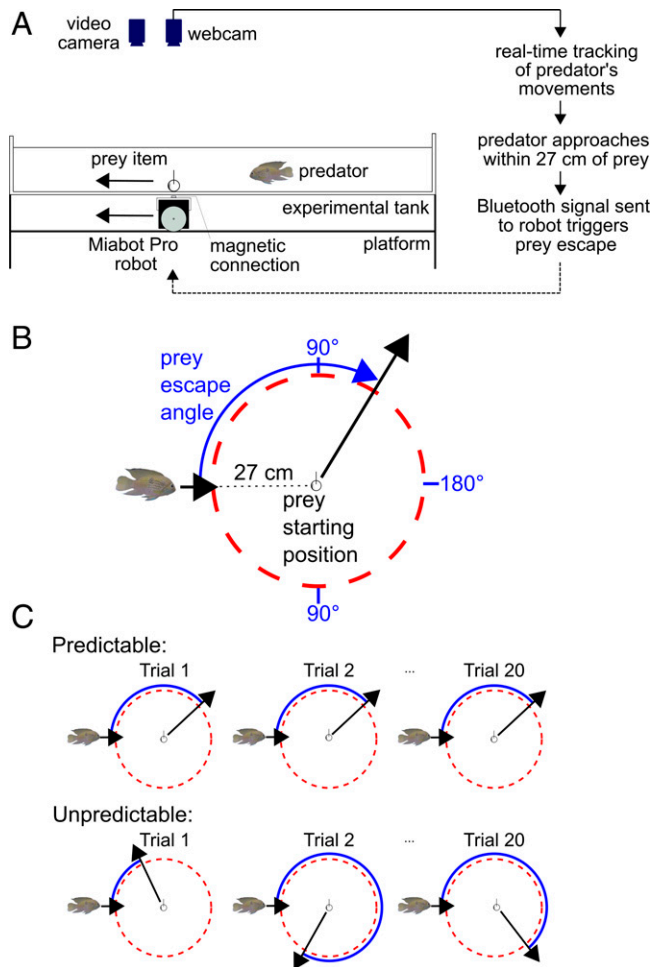 A
video
camera
webcam
real-time tracking
of predator's
movements
prey item
predator
predator approaches
within 27 cm of prey
experimental tank
Bluetooth signal sent
to robot triggers
prey escape
Miabot Pro
robot
magnetic
connection
platform
B
prey
escape
angle
90°
27 cm
180°
prey
starting
position
90°
C
Predictable:
Trial 1
Trial 2
...
Trial 20
Unpredictable:
Trial 1
Trial 2
...
Trial 20